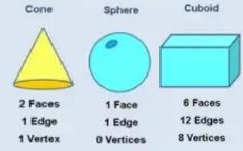 Cone
Sphere
Cuboid
2 Faces
1 Face
6 Faces
1 Edge
1 Edge
12 Edges
1 Vertex
0 Vertices
8 Vertices